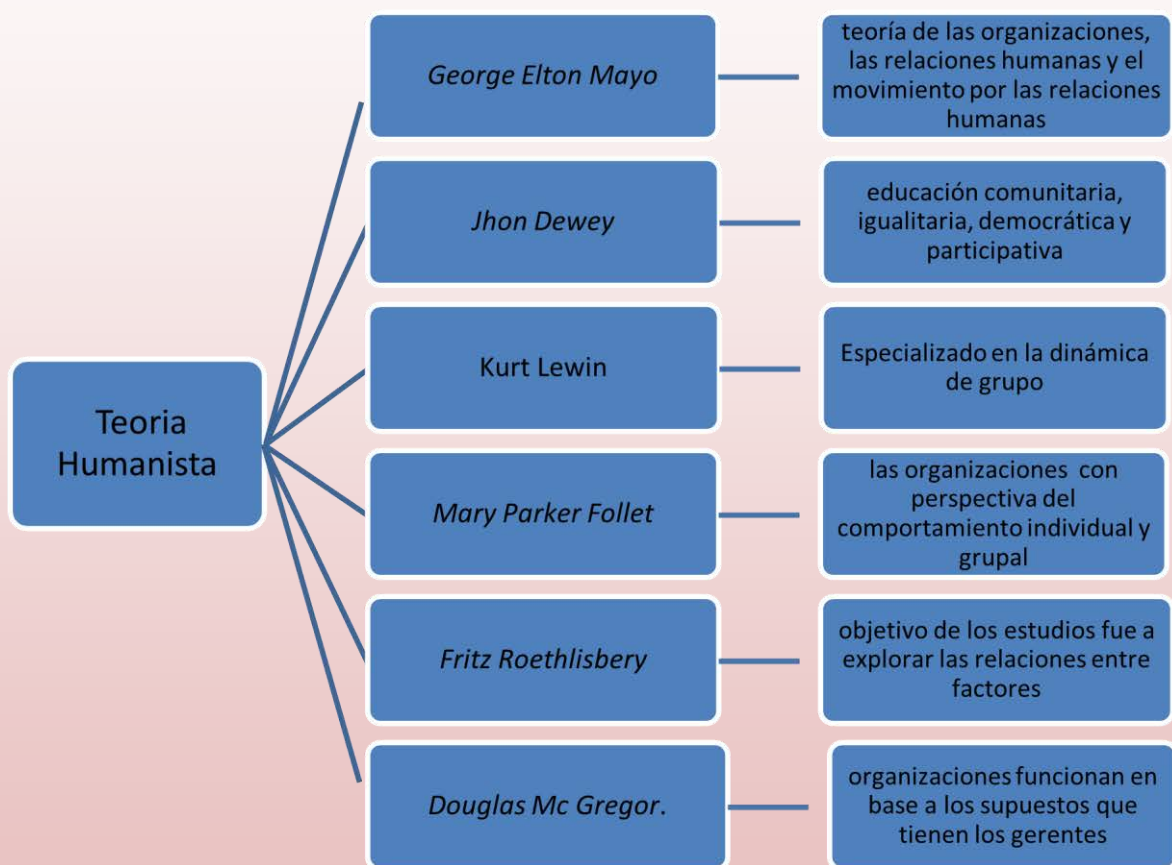 Teoria
Humanista
George Elton Mayo
teoría de las organizaciones,
las relaciones humanas y el
movimiento por las relaciones
humanas
Jhon Dewey
educación comunitaria,
igualitaria, democrática y
participativa
Kurt Lewin
Especializado en la dinámica
de grupo
Mary Parker Follet
las organizaciones con
perspectiva del
comportamiento individual y
grupal
Fritz Roethlisbery
objetivo de los estudios fue a
explorar las relaciones entre
factores
Douglas Mc Gregor.
organizaciones funcionan en
base a los supuestos que
tienen los gerentes